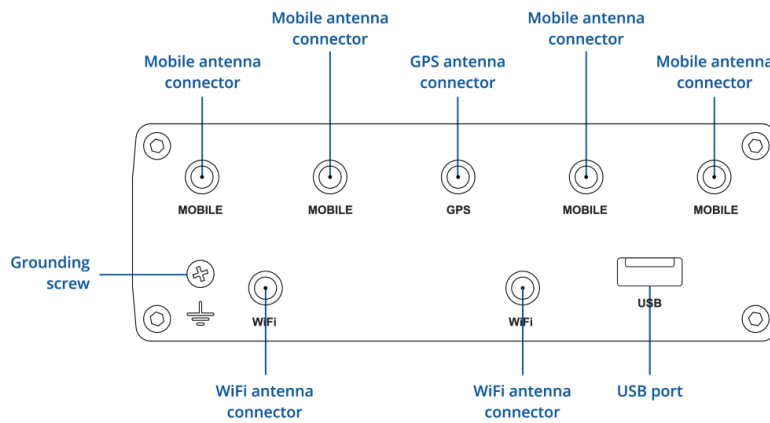 Mobile antenna
connector
Mobile antenna
connector
Mobile antenna
connector
GPS antenna
connector
Mobile antenna
connector
MOBILE
MOBILE
GPS
MOBILE
MOBILE
Grounding
screw
USB
WiFi
WiFi
WiFi antenna
connector
WiFi antenna
connector
USB port